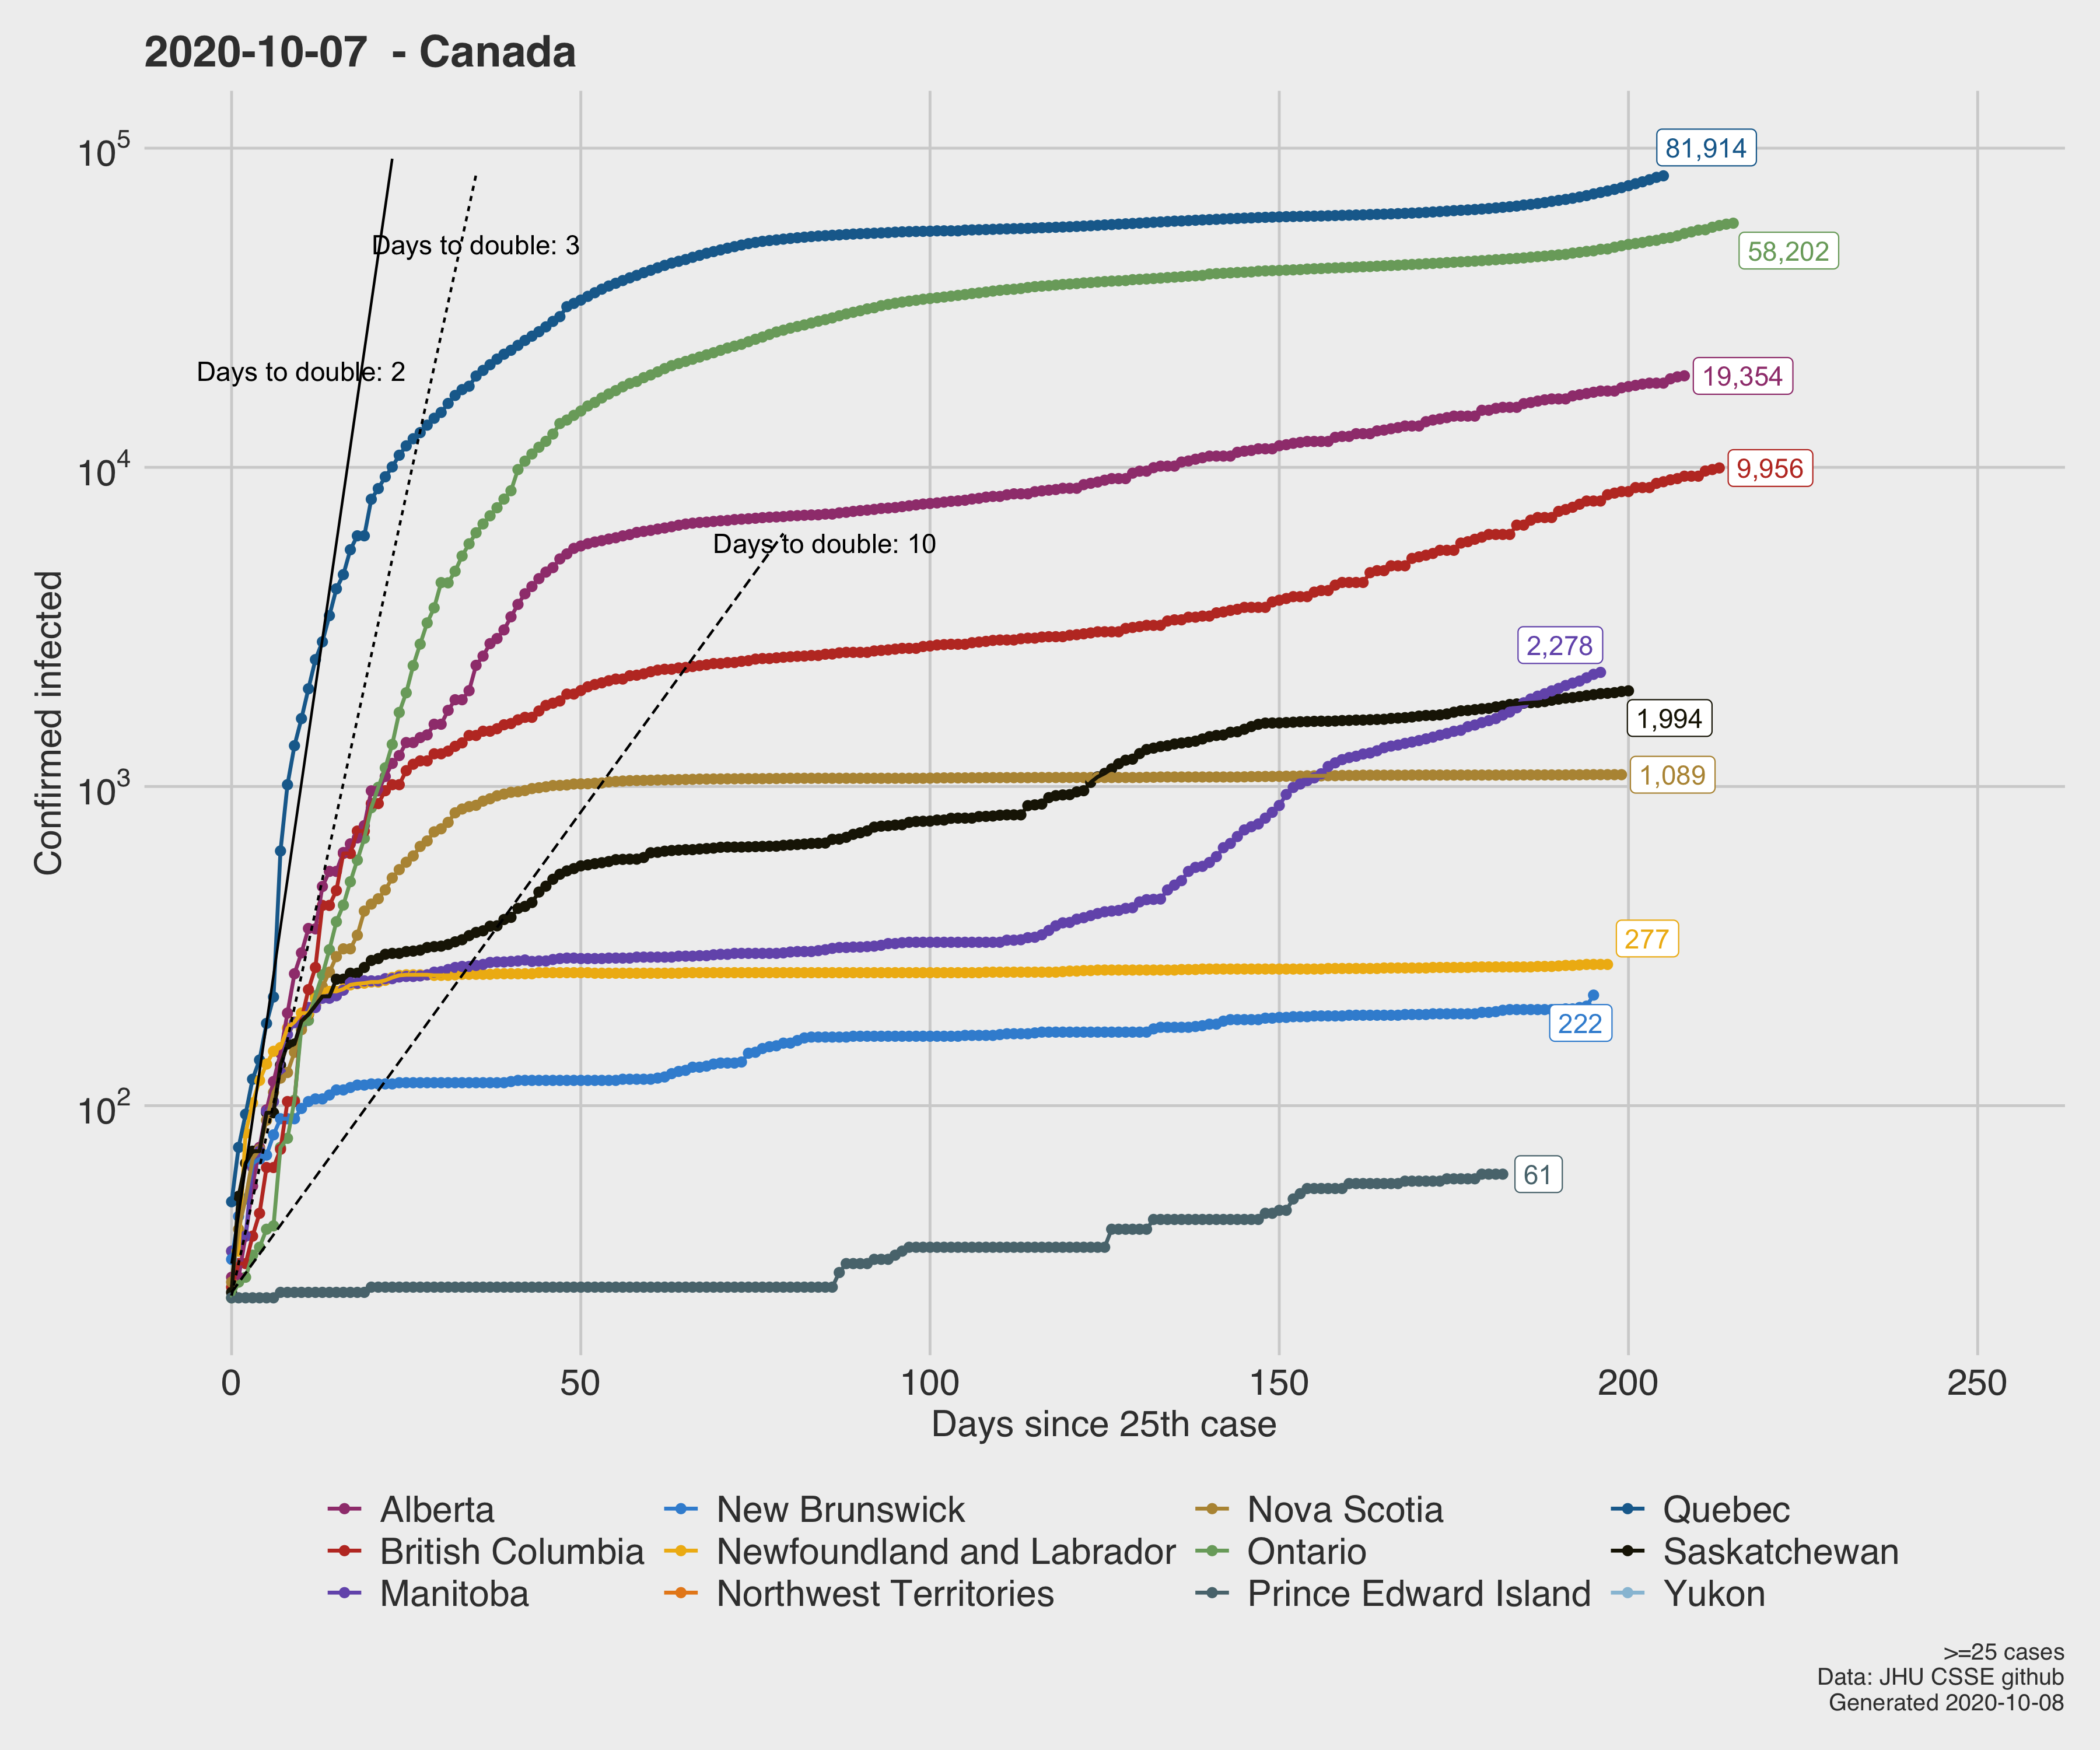 2020-10-07 - Canada
10^5
10^4
10^3
10^2
Confirmed infected
Days to double: 3
Days to double: 2
Days to double: 10
81,914
58,202
19,354
9,956
2,278
1,994
1,089
277
222
61
0 50 100 150 200 250
Days since 25th case
Alberta New Brunswick Nova Scotia Quebec
British Columbia Newfoundland and Labrador Ontario Saskatchewan
Manitoba Northwest Territories Prince Edward Island Yukon
>=25 cases
Data: JHU CSSE github
Generated 2020-10-08